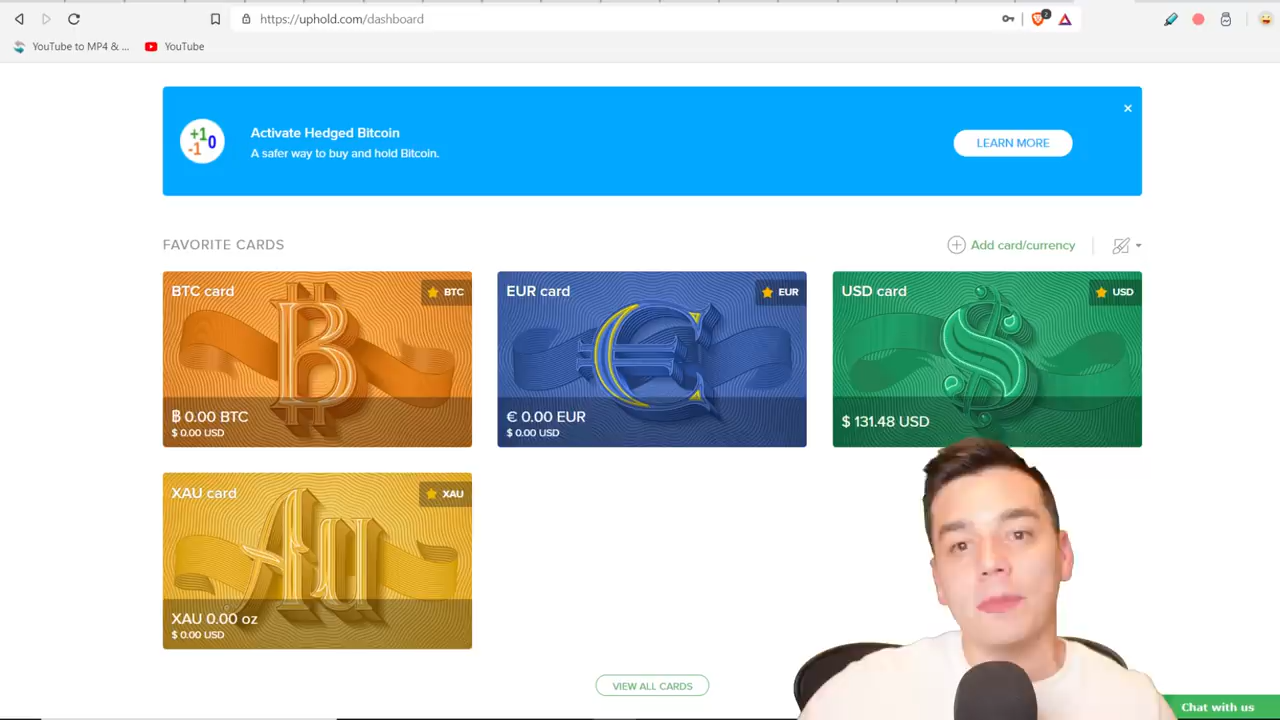 https://uphold.com/dashboard
2
YouTube to MP4 & ...
YouTube
+1
-1
0
Activate Hedged Bitcoin
A safer way to buy and hold Bitcoin.
LEARN MORE
FAVORITE CARDS
Add card/currency
BTC card
BTC
฿ 0.00 BTC
$ 0.00 USD
EUR card
EUR
€ 0.00 EUR
$ 0.00 USD
USD card
USD
$ 131.48 USD
XAU card
XAU
Au
XAU 0.00 oz
$ 0.00 USD
VIEW ALL CARDS
Chat with us